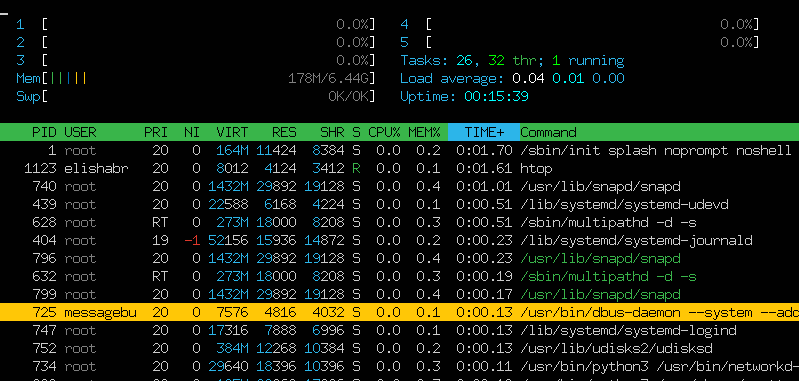 1 [ 0.0%] 4 [ 0.0%]
2 [ 0.0%] 5 [ 0.0%]
3 [ 0.0%] Tasks: 26, 32 thr; 1 running
Mem[|||||| 178M/6.44G] Load average: 0.04 0.01 0.00
Swp[ 0K/0K] Uptime: 00:15:39
PID USER PRI NI VIRT RES SHR S CPU% MEM% TIME+ Command
1 root 20 0 164M 11424 8384 S 0.0 0.2 0:01.70 /sbin/init splash noprompt noshell
1123 elishabr 20 0 8012 4124 3412 R 0.0 0.1 0:01.61 htop
740 root 20 0 1432M 29892 19128 S 0.0 0.4 0:01.01 /usr/lib/snapd/snapd
439 root 20 0 22588 6168 4224 S 0.0 0.1 0:00.51 /lib/systemd/systemd-udevd
628 root RT 0 273M 18000 8208 S 0.0 0.3 0:00.51 /sbin/multipathd -d -s
404 root 19 -1 52156 15936 14872 S 0.0 0.2 0:00.23 /lib/systemd/systemd-journald
796 root 20 0 1432M 29892 19128 S 0.0 0.4 0:00.23 /usr/lib/snapd/snapd
632 root RT 0 273M 18000 8208 S 0.0 0.3 0:00.19 /sbin/multipathd -d -s
799 root 20 0 1432M 29892 19128 S 0.0 0.4 0:00.17 /usr/lib/snapd/snapd
725 messagebu 20 0 7576 4816 4032 S 0.0 0.1 0:00.13 /usr/bin/dbus-daemon --system --add
747 root 20 0 17316 7888 6996 S 0.0 0.1 0:00.13 /lib/systemd/systemd-logind
752 root 20 0 384M 12268 10384 S 0.0 0.2 0:00.13 /usr/lib/udisks2/udisksd
734 root 20 0 29640 18396 10396 S 0.0 0.3 0:00.11 /usr/bin/python3 /usr/bin/networkd-